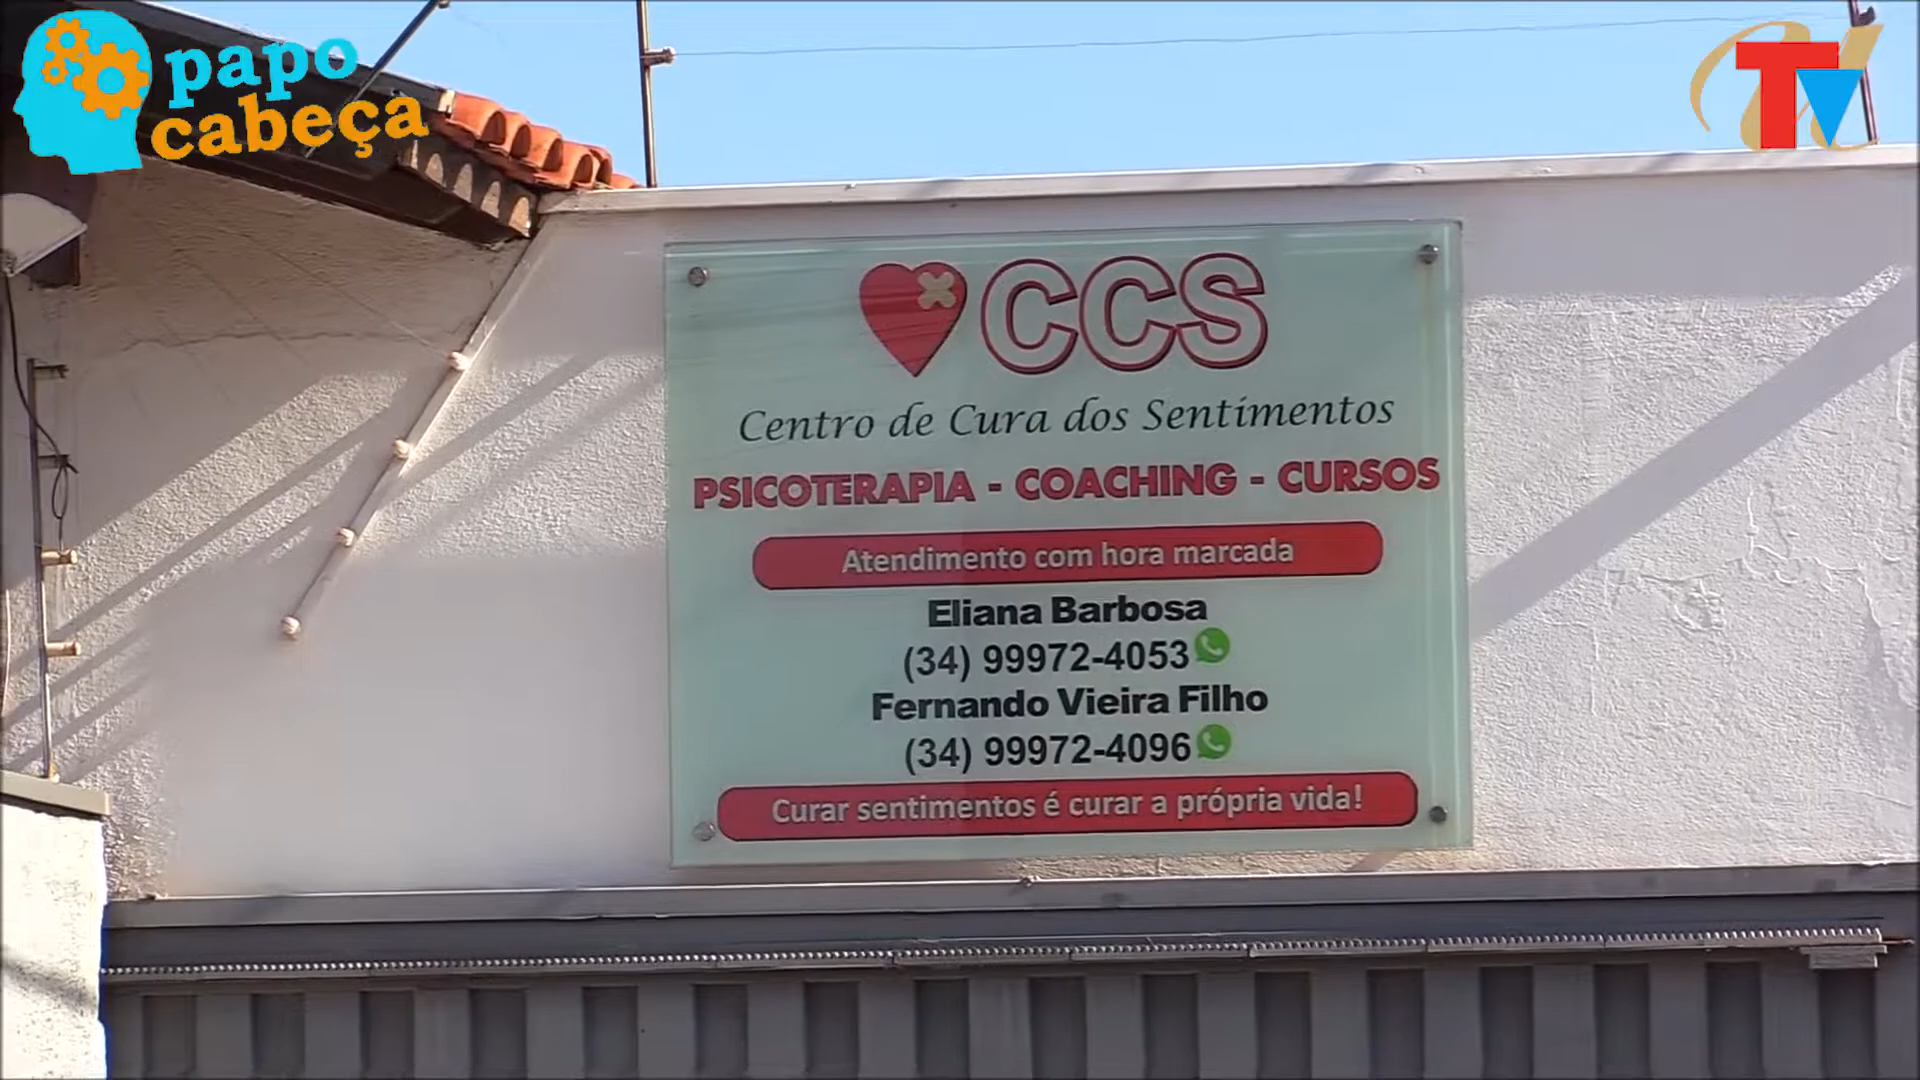 papo
cabeça
TV
CCS
Centro de Cura dos Sentimentos
PSICOTERAPIA - COACHING - CURSOS
Atendimento com hora marcada
Eliana Barbosa
(34) 99972-4053
Fernando Vieira Filho
(34) 99972-4096
Curar sentimentos é curar a própria vida!